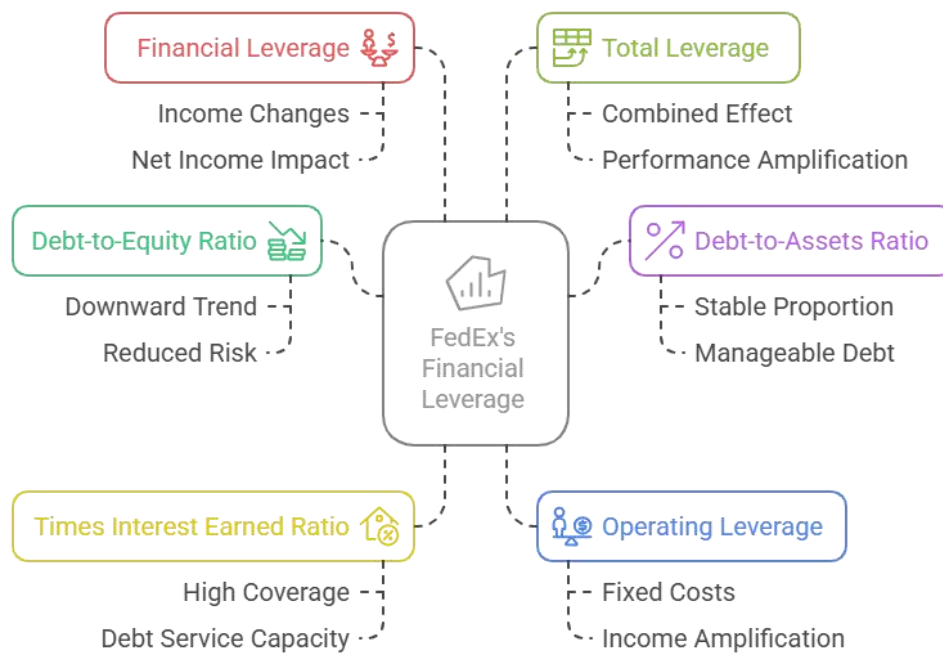 Financial Leverage
Income Changes
Net Income Impact
Total Leverage
Combined Effect
Performance Amplification
Debt-to-Equity Ratio
Downward Trend
Reduced Risk
FedEx's
Financial
Leverage
Debt-to-Assets Ratio
Stable Proportion
Manageable Debt
Times Interest Earned Ratio
High Coverage
Debt Service Capacity
Operating Leverage
Fixed Costs
Income Amplification